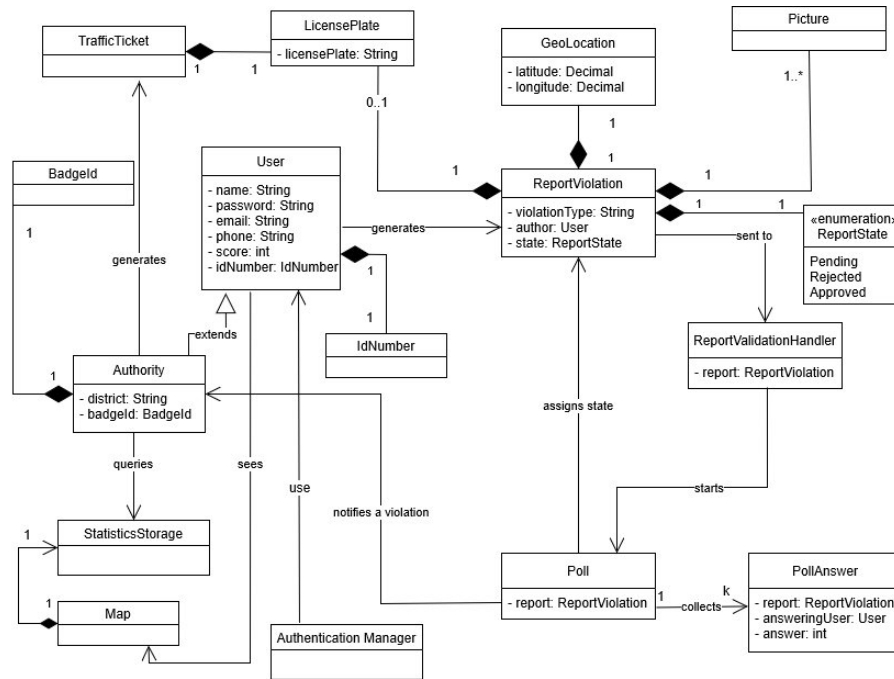 TrafficTicket
1
1
LicensePlate
- licensePlate: String
0..1
GeoLocation
- latitude: Decimal
- longitude: Decimal
1
1
Picture
1..*
1
BadgeId
1
generates
User
- name: String
- password: String
- email: String
- phone: String
- score: int
- idNumber: IdNumber
generates
1
ReportViolation
- violationType: String
- author: User
- state: ReportState
1
1
«enumeration»
ReportState
Pending
Rejected
Approved
sent to
1
1
IdNumber
extends
ReportValidationHandler
- report: ReportViolation
1
Authority
- district: String
- badgeId: BadgeId
assigns state
queries
sees
use
notifies a violation
starts
1
StatisticsStorage
1
Map
Authentication Manager
Poll
- report: ReportViolation
1
collects
k
PollAnswer
- report: ReportViolation
- answeringUser: User
- answer: int